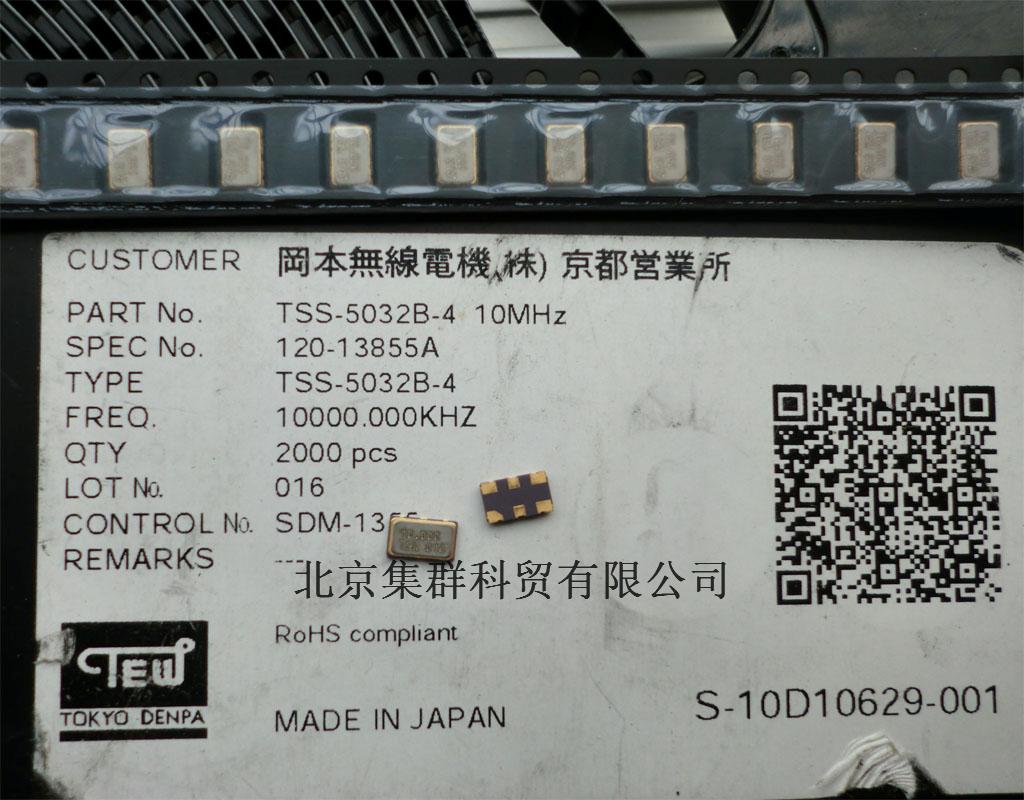 CUSTOMER 岡本無線電機(株) 京都営業所
PART No. TSS-5032B-4 10MHz
SPEC No. 120-13855A
TYPE TSS-5032B-4
FREQ. 10000.000KHZ
QTY 2000 pcs
LOT No. 016
CONTROL No. SDM-1355
REMARKS ---
北京集群科贸有限公司
RoHS compliant
TEW
TOKYO DENPA
MADE IN JAPAN
S-10D10629-001